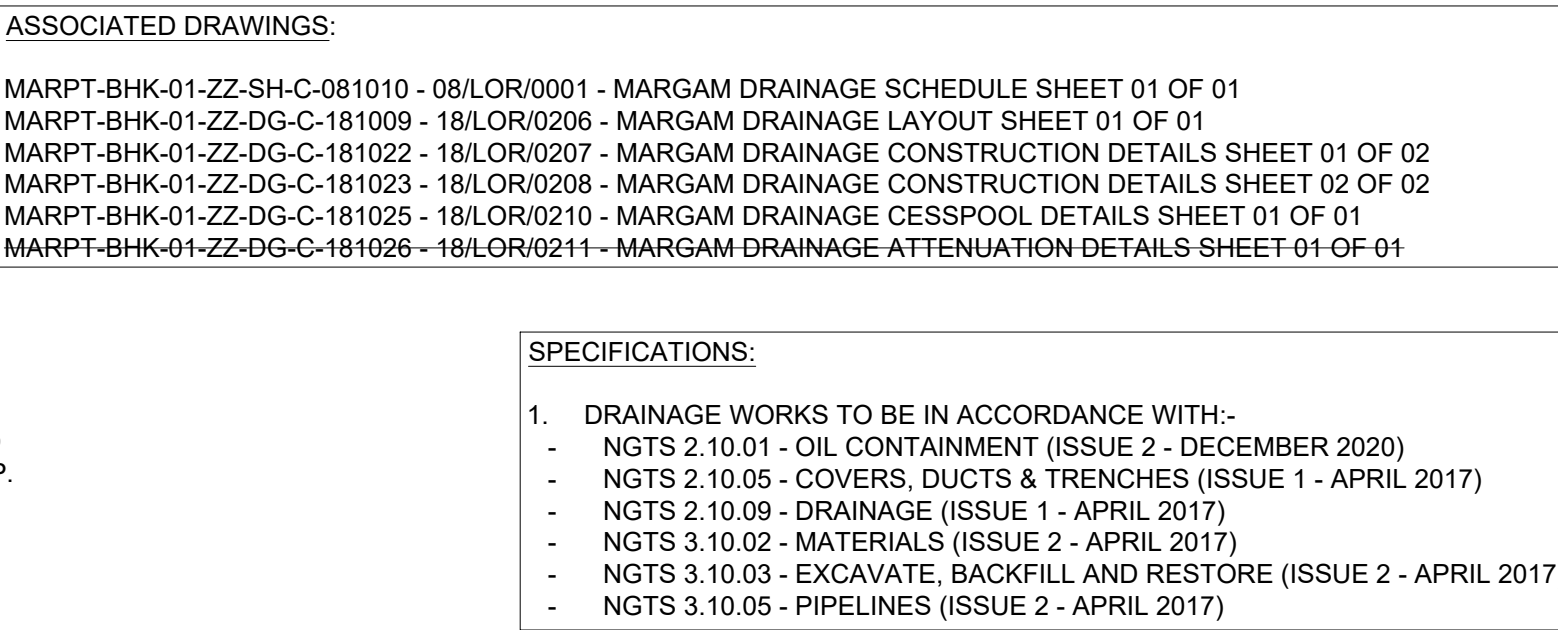 ASSOCIATED DRAWINGS:
MARPT-BHK-01-ZZ-SH-C-081010 - 08/LOR/0001 - MARGAM DRAINAGE SCHEDULE SHEET 01 OF 01
MARPT-BHK-01-ZZ-DG-C-181009 - 18/LOR/0206 - MARGAM DRAINAGE LAYOUT SHEET 01 OF 01
MARPT-BHK-01-ZZ-DG-C-181022 - 18/LOR/0207 - MARGAM DRAINAGE CONSTRUCTION DETAILS SHEET 01 OF 02
MARPT-BHK-01-ZZ-DG-C-181023 - 18/LOR/0208 - MARGAM DRAINAGE CONSTRUCTION DETAILS SHEET 02 OF 02
MARPT-BHK-01-ZZ-DG-C-181025 - 18/LOR/0210 - MARGAM DRAINAGE CESSPOOL DETAILS SHEET 01 OF 01
MARPT-BHK-01-ZZ-DG-C-181026 - 18/LOR/0211 - MARGAM DRAINAGE ATTENUATION DETAILS SHEET 01 OF 01
SPECIFICATIONS:
1. DRAINAGE WORKS TO BE IN ACCORDANCE WITH:-
- NGTS 2.10.01 - OIL CONTAINMENT (ISSUE 2 - DECEMBER 2020)
- NGTS 2.10.05 - COVERS, DUCTS & TRENCHES (ISSUE 1 - APRIL 2017)
- NGTS 2.10.09 - DRAINAGE (ISSUE 1 - APRIL 2017)
- NGTS 3.10.02 - MATERIALS (ISSUE 2 - APRIL 2017)
- NGTS 3.10.03 - EXCAVATE, BACKFILL AND RESTORE (ISSUE 2 - APRIL 2017
- NGTS 3.10.05 - PIPELINES (ISSUE 2 - APRIL 2017)